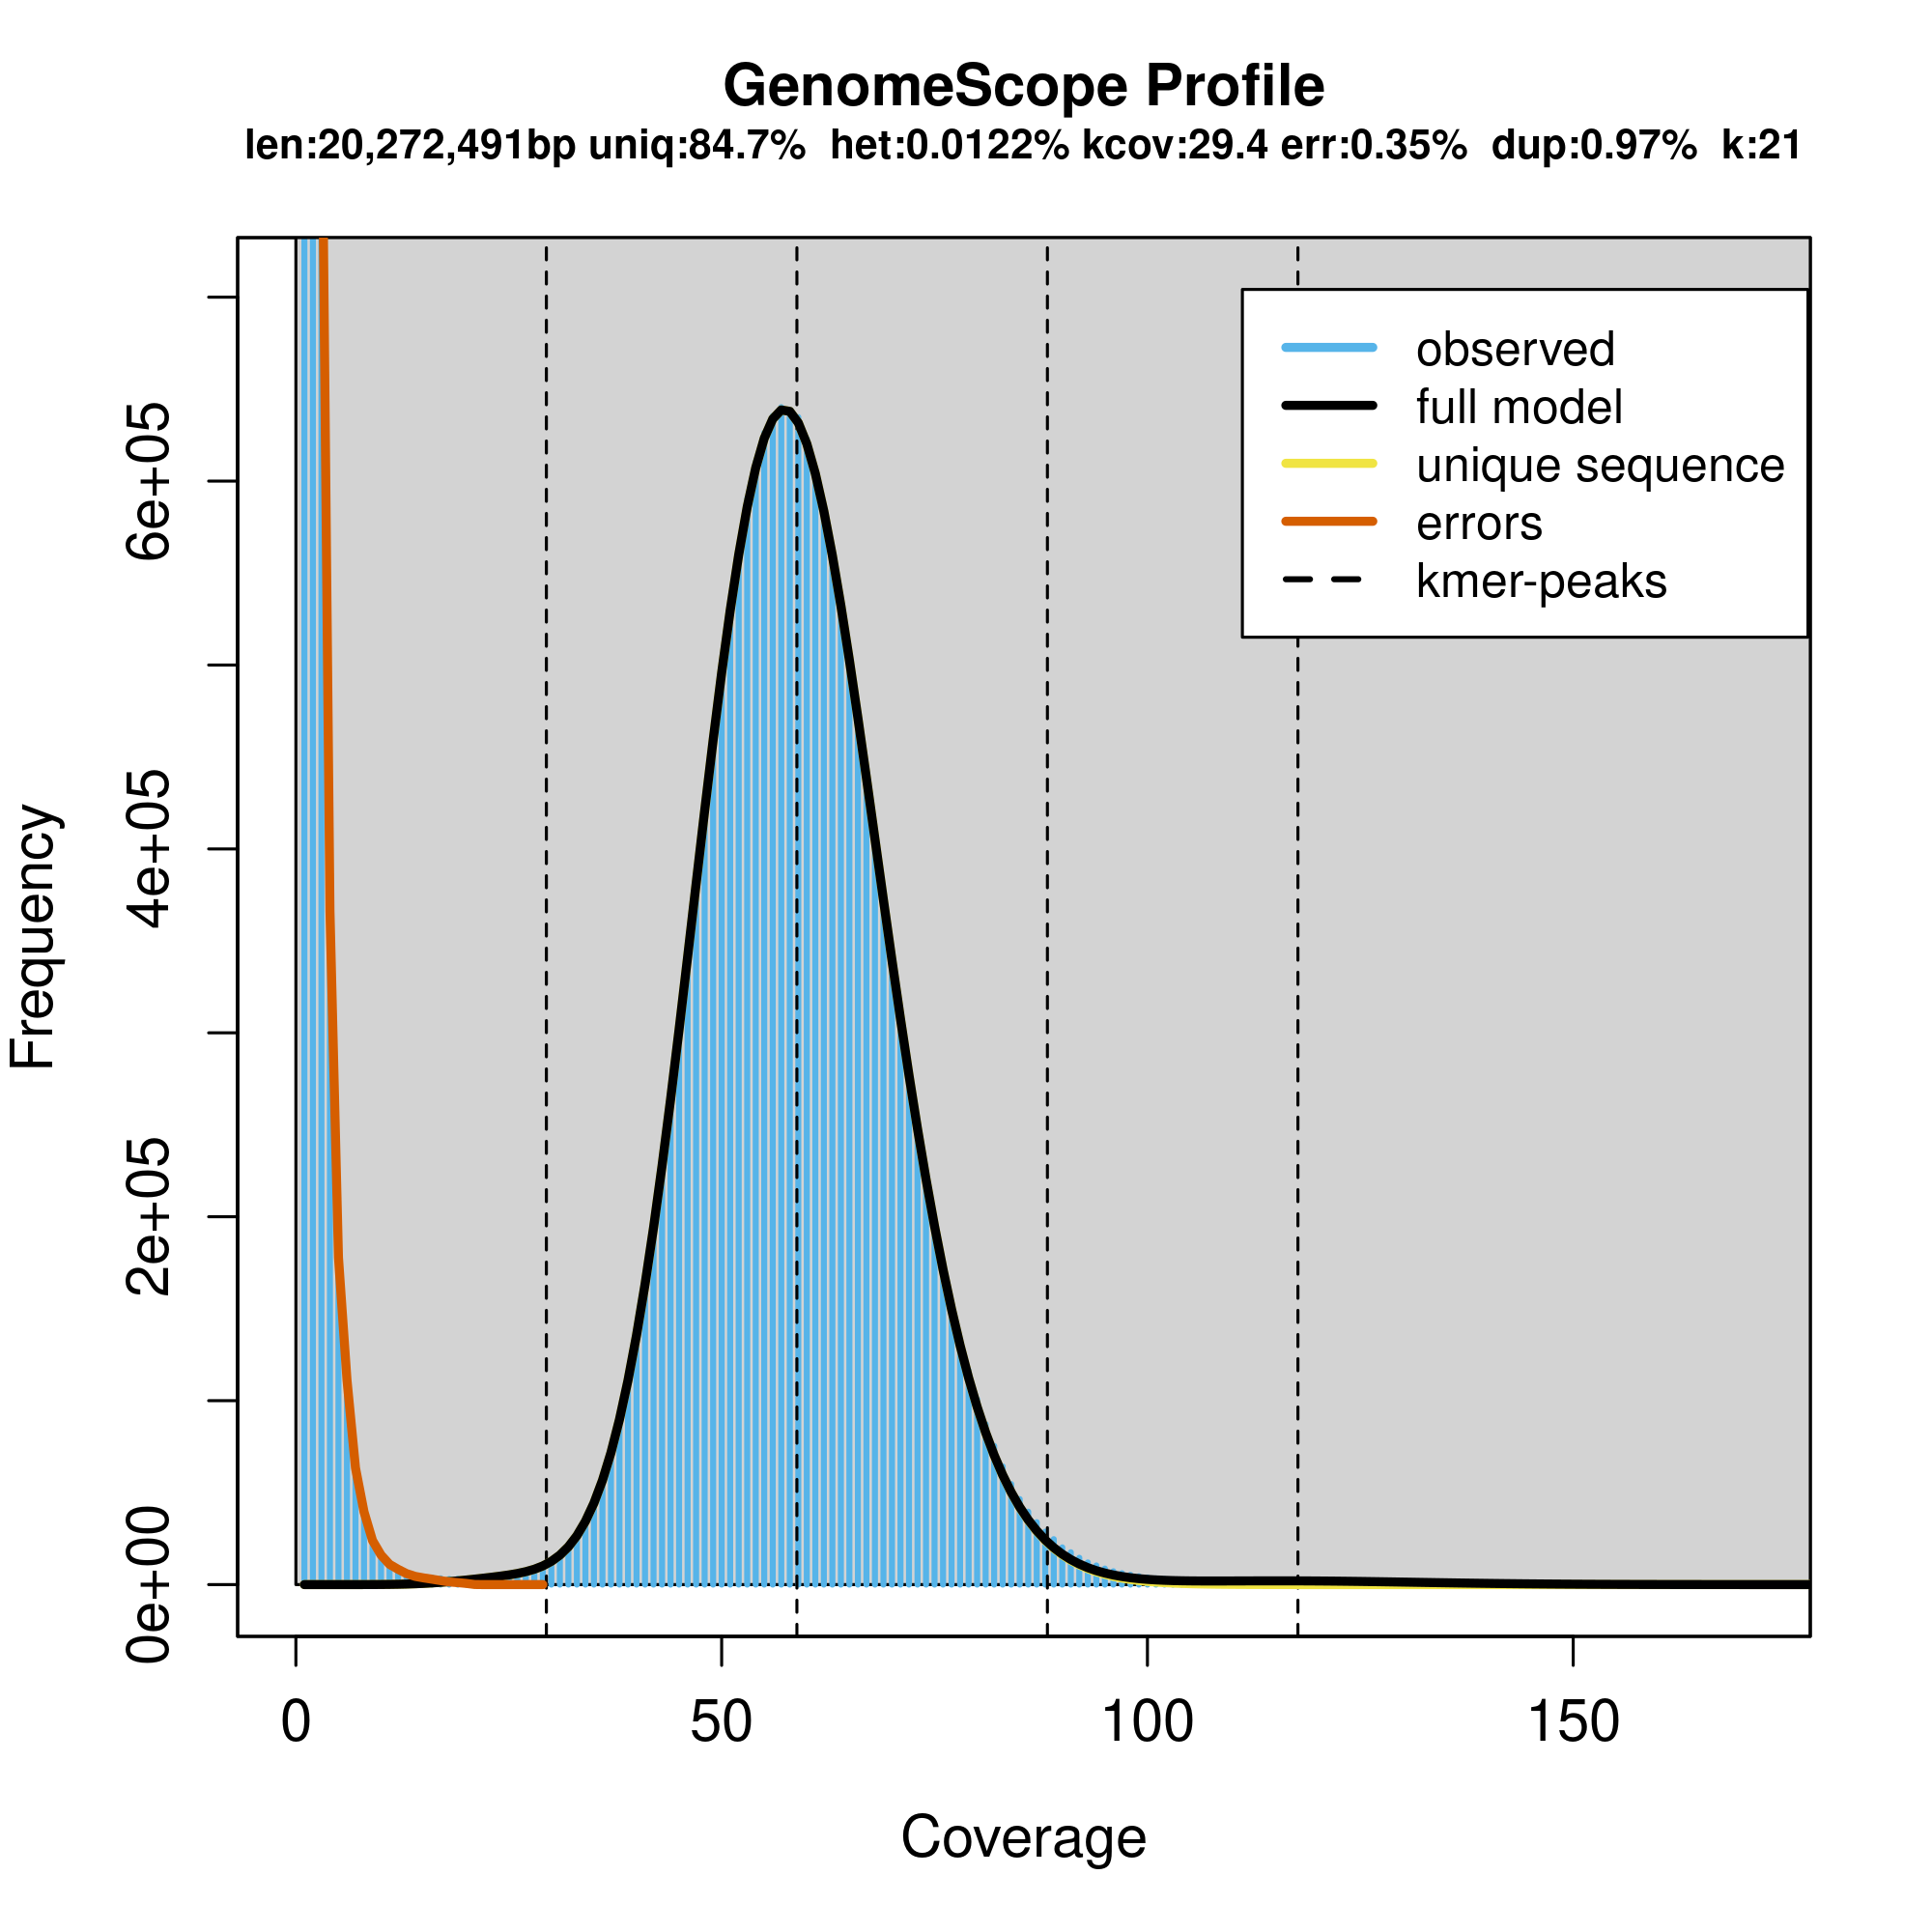 GenomeScope Profile
len:20,272,491bp uniq:84.7% het:0.0122% kcov:29.4 err:0.35% dup:0.97% k:21
observed
full model
unique sequence
errors
kmer-peaks
Frequency
6e+05
4e+05
2e+05
0e+00
0 50 100 150
Coverage